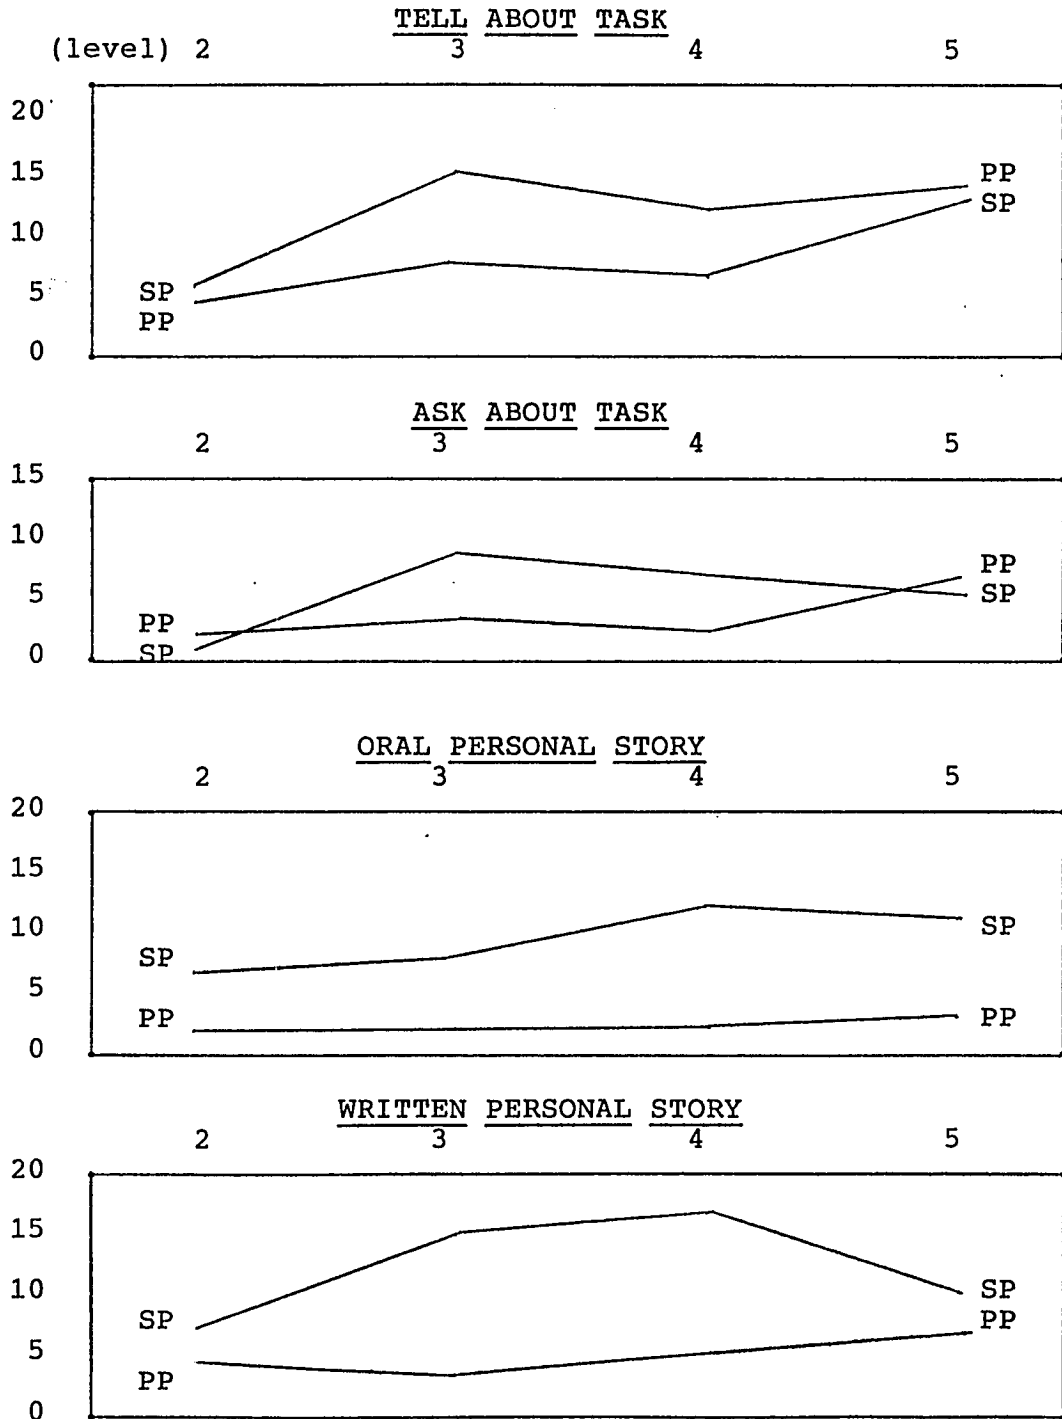 TELL ABOUT TASK
(level) 2 3 4 5
20
15 PP
SP
10
5 SP
PP
0
ASK ABOUT TASK
2 3 4 5
15
10
PP
5 SP
PP
0 SP
ORAL PERSONAL STORY
2 3 4 5
20
15
10 SP
SP
5
PP PP
0
WRITTEN PERSONAL STORY
2 3 4 5
20
15
10 SP
SP PP
5
PP
0